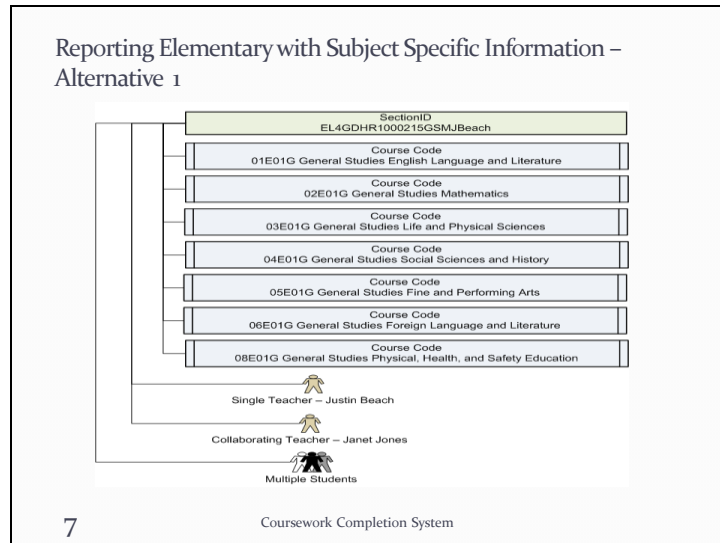 Reporting Elementary with Subject Specific Information –
Alternative 1
SectionID
EL4GDHR1000215GSMJBeach
Course Code
01E01G General Studies English Language and Literature
Course Code
02E01G General Studies Mathematics
Course Code
03E01G General Studies Life and Physical Sciences
Course Code
04E01G General Studies Social Sciences and History
Course Code
05E01G General Studies Fine and Performing Arts
Course Code
06E01G General Studies Foreign Language and Literature
Course Code
08E01G General Studies Physical, Health, and Safety Education
Single Teacher – Justin Beach
Collaborating Teacher – Janet Jones
Multiple Students
7
Coursework Completion System